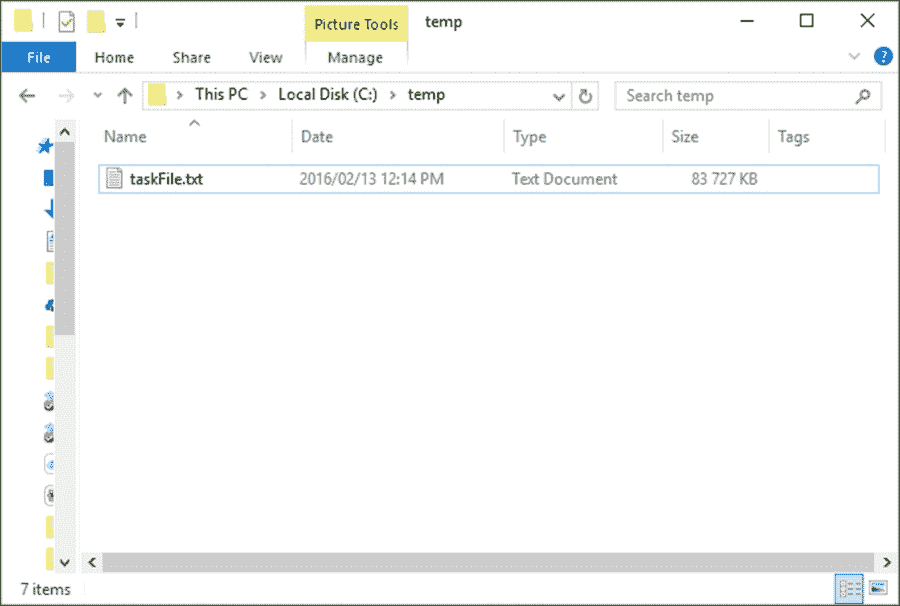 Picture Tools temp
File Home Share View Manage
This PC Local Disk (C:) temp Search temp
Name Date Type Size Tags
taskFile.txt 2016/02/13 12:14 PM Text Document 83 727 KB
7 items